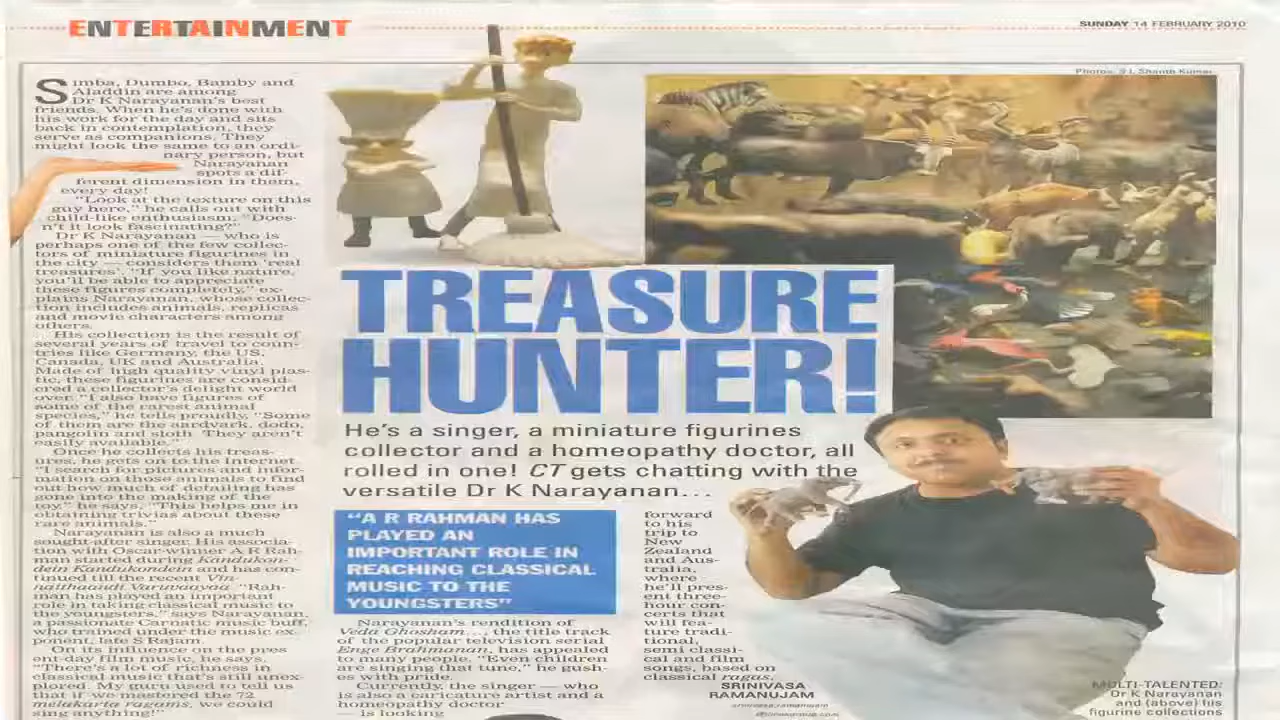 ENTERTAINMENT
SUNDAY 14 FEBRUARY 2010
Photos: S L Shanth Kumar
Simba, Dumbo, Bamby and
Aladdin are among
Dr K Narayanan's best
friends. When he's done with
his work for the day and sits
back in contemplation, they
serve as companions. They
might look the same to an ordi-
nary person, but
Narayanan
spots a dif-
ferent dimension in them,
every day!
"Look at the texture on this
guy here," he calls out with
child-like enthusiasm. "Does-
n't it look fascinating?"
Dr K Narayanan — who is
perhaps one of the few collec-
tors of miniature figurines in
the city — considers them 'real
treasures'. "If you like nature,
you'll be able to appreciate
these figures completely," ex-
plains Narayanan, whose collec-
tion includes animals, replicas
and movie characters among
others.
His collection is the result of
several years of travel to coun-
tries like Germany, the US,
Canada, UK and Australia.
Made of high quality vinyl plas-
tic, these figurines are consid-
ered a collector's delight world
over. "I also have figures of
some of the rarest animal
species," he tells proudly. "Some
of them are the aardvark, dodo,
pangolin and sloth. They aren't
easily available."
Once he collects his treas-
ures, he gets on to the Internet.
"I search for pictures and infor-
mation on those animals to find
out how much of detailing has
gone into the making of the
toy," he says. "This helps me in
obtaining trivias about these
rare animals."
Narayanan is also a much
sought-after singer. His associa-
tion with Oscar-winner A R Rah-
man started during Kandukon-
dein Kandukondein and has con-
tinued till the recent Vin-
naithaandi Varuvaayaa. "Rah-
man has played an important
role in taking classical music to
the youngsters," says Narayanan,
a passionate Carnatic music buff,
who trained under the music ex-
ponent, late S Rajam.
On its influence on the pres
ent-day film music, he says,
"There's a lot of richness in
classical music that's still unex-
plored. My guru used to tell us
that if we mastered the 72
melakarta ragams, we could
sing anything!"
TREASURE
HUNTER!
He's a singer, a miniature figurines
collector and a homeopathy doctor, all
rolled in one! CT gets chatting with the
versatile Dr K Narayanan...
"A R RAHMAN HAS
PLAYED AN
IMPORTANT ROLE IN
REACHING CLASSICAL
MUSIC TO THE
YOUNGSTERS"
Narayanan's rendition of
Veda Ghosham..., the title track
of the popular television serial
Enge Brahmanan, has appealed
to many people. "Even children
are singing that tune," he gush-
es with pride.
Currently, the singer — who
is also a caricature artist and a
homeopathy doctor
— is looking
forward
to his
trip to
New
Zealand
and Aus-
tralia,
where
he'll pres-
ent three-
hour con-
certs that
will fea-
ture tradi-
tional,
semi classi-
cal and film
songs, based on
classical ragas.
SRINIVASA
RAMANUJAM
MULTI-TALENTED:
Dr K Narayanan
and (above) his
figurine collections